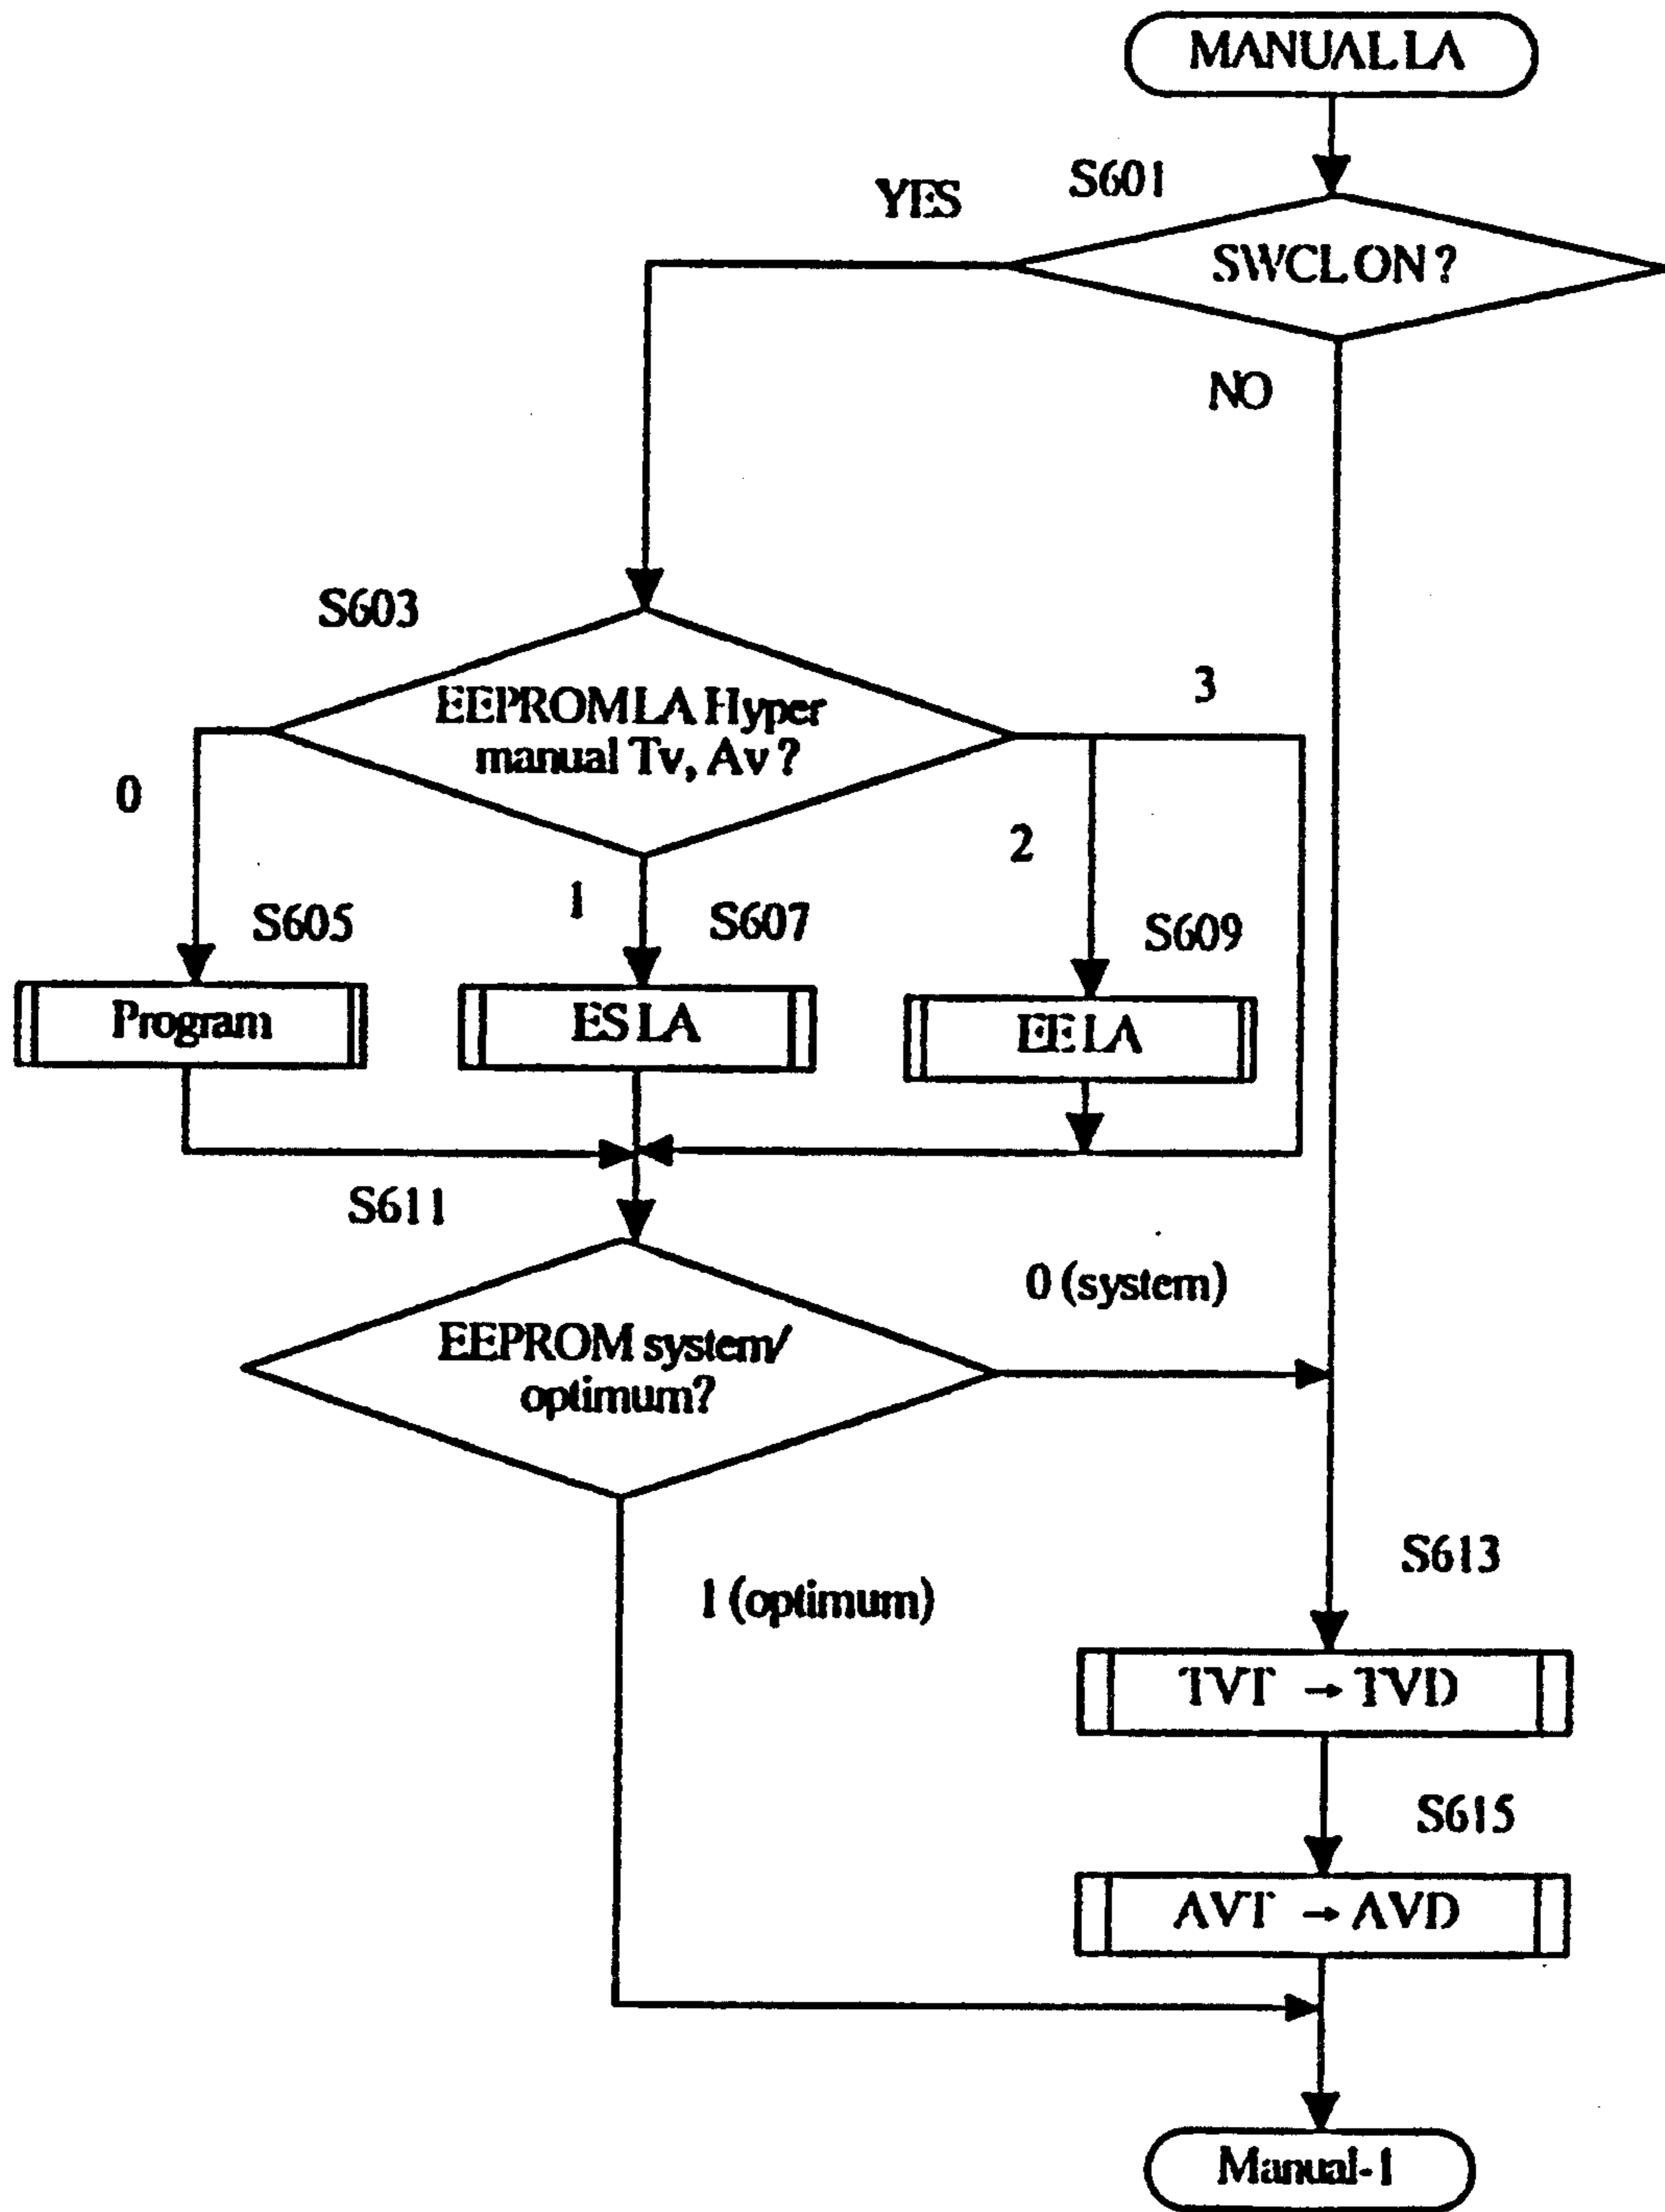 MANUAL LA
S601
YES
SWCL ON ?
NO
S603
EEPROM LA Hyper
manual Tv, Av ?
3
0
2
1
S605
S607
S609
Program
ES LA
EE LA
S611
0 (system)
EEPROM system/
optimum?
S613
1 (optimum)
TVT → TVD
S615
AVT → AVD
Manual-1